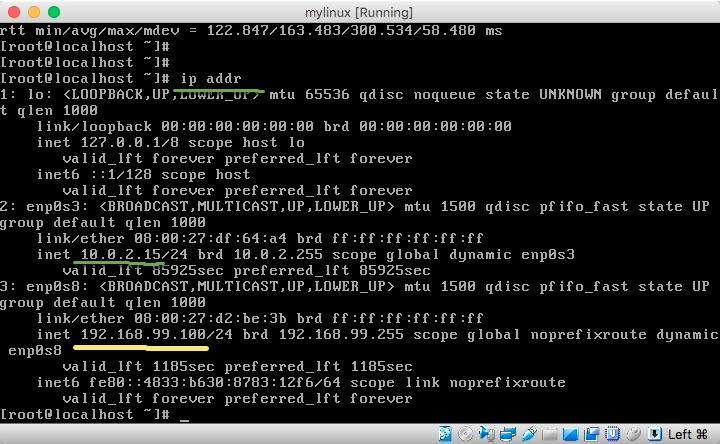 mylinux [Running]
rtt min/avg/max/mdev = 122.847/163.483/300.534/58.480 ms
[root@localhost ~]#
[root@localhost ~]#
[root@localhost ~]# ip addr
1: lo: <LOOPBACK,UP,LOWER_UP> mtu 65536 qdisc noqueue state UNKNOWN group defaul
t qlen 1000
    link/loopback 00:00:00:00:00:00 brd 00:00:00:00:00:00
    inet 127.0.0.1/8 scope host lo
       valid_lft forever preferred_lft forever
    inet6 ::1/128 scope host
       valid_lft forever preferred_lft forever
2: enp0s3: <BROADCAST,MULTICAST,UP,LOWER_UP> mtu 1500 qdisc pfifo_fast state UP
group default qlen 1000
    link/ether 08:00:27:df:64:a4 brd ff:ff:ff:ff:ff:ff
    inet 10.0.2.15/24 brd 10.0.2.255 scope global dynamic enp0s3
       valid_lft 85925sec preferred_lft 85925sec
3: enp0s8: <BROADCAST,MULTICAST,UP,LOWER_UP> mtu 1500 qdisc pfifo_fast state UP
group default qlen 1000
    link/ether 08:00:27:d2:be:3b brd ff:ff:ff:ff:ff:ff
    inet 192.168.99.100/24 brd 192.168.99.255 scope global noprefixroute dynamic
 enp0s8
       valid_lft 1185sec preferred_lft 1185sec
    inet6 fe80::4833:b630:8783:12f6/64 scope link noprefixroute
       valid_lft forever preferred_lft forever
[root@localhost ~]# _
Left ⌘